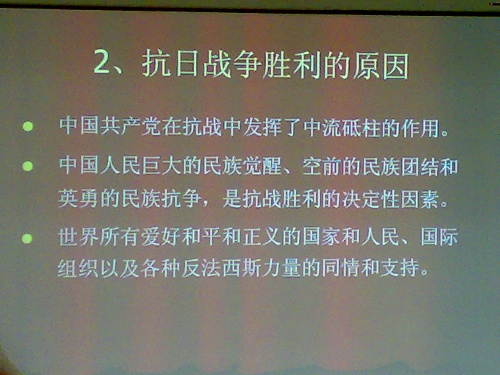 2、抗日战争胜利的原因
中国共产党在抗战中发挥了中流砥柱的作用。
中国人民巨大的民族觉醒、空前的民族团结和
英勇的民族抗争，是抗战胜利的决定性因素。
世界所有爱好和平和正义的国家和人民、国际
组织以及各种反法西斯力量的同情和支持。